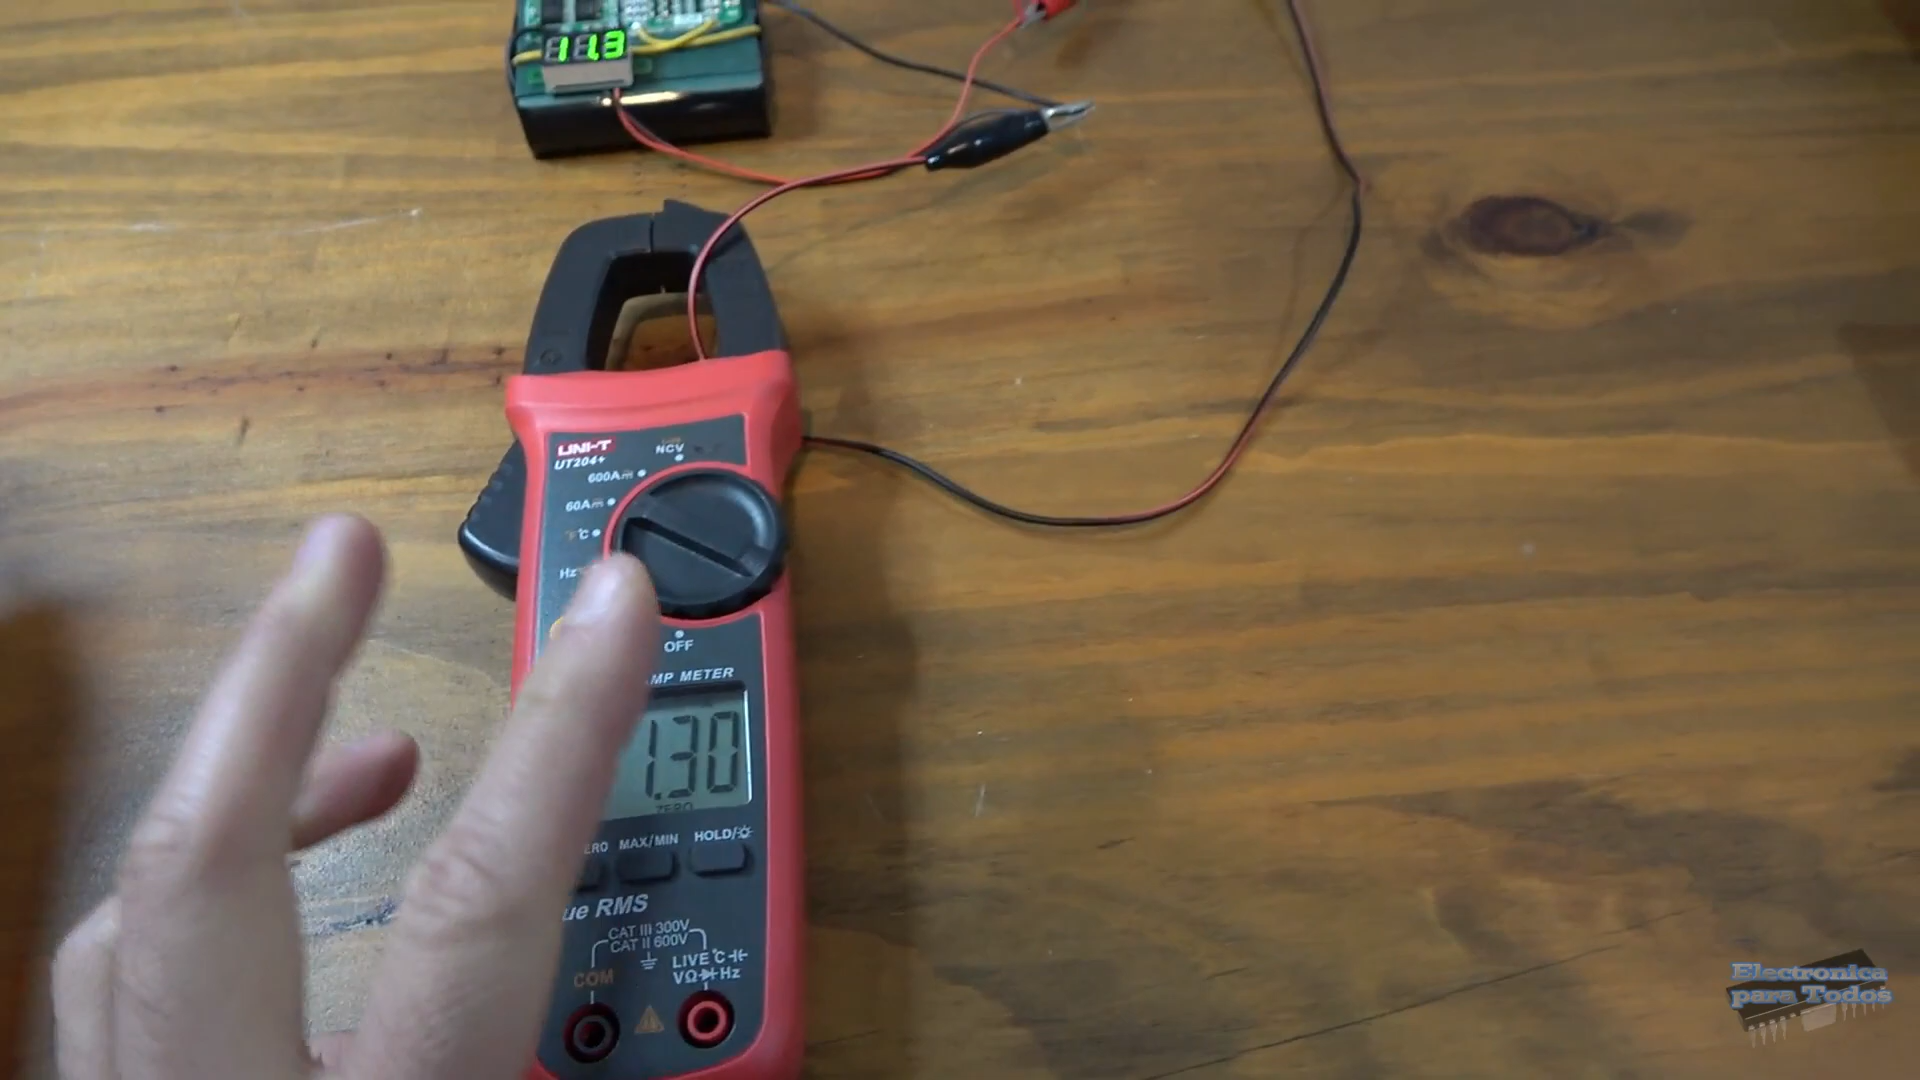 11.3
UNI-T
UT204+
NCV
600A
60A
°C
Hz
OFF
MP METER
1.30
ZERO
ERO MAX/MIN HOLD/
ue RMS
CAT III 300V
CAT II 600V
COM
LIVE °C
VΩ Hz
Electronica
para Todos